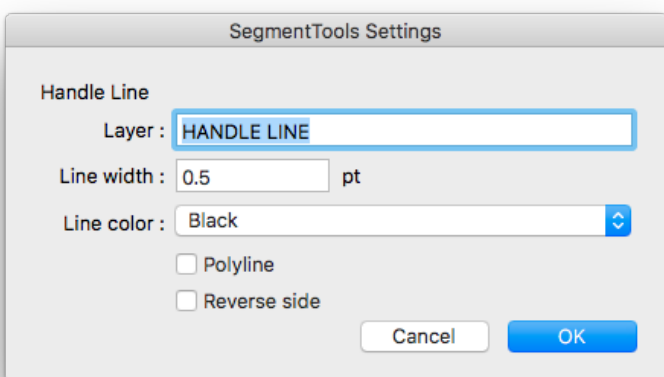 SegmentTools Settings
Handle Line
Layer : HANDLE LINE
Line width : 0.5 pt
Line color : Black
Polyline
Reverse side
Cancel OK